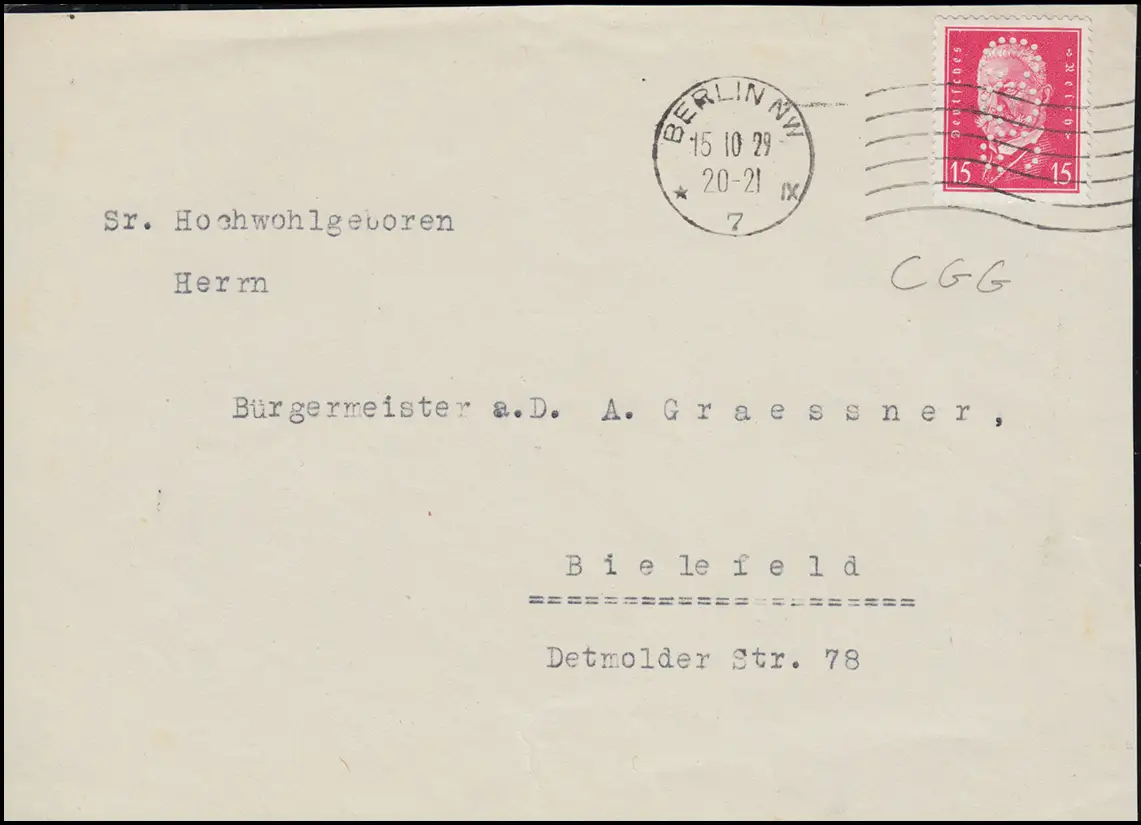 BERLIN NW
15 10 29
20-21
* IX
7
Deutsches Reich
15 15
CGG
Sr. Hochwohlgeboren
Herrn
Bürgermeister a.D. A. Graessner,
Bielefeld
=====================
Detmolder Str. 78